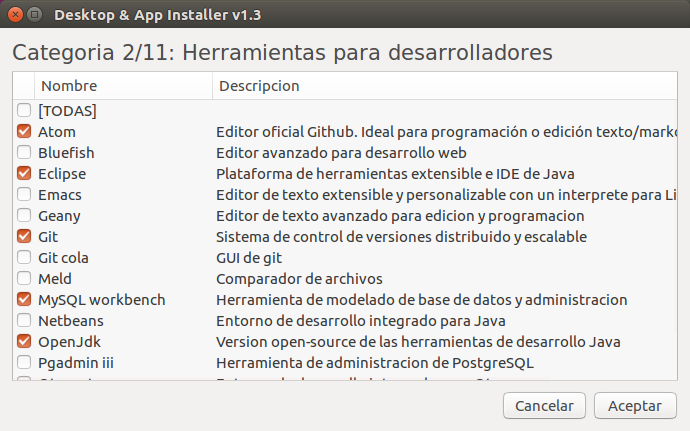 Desktop & App Installer v1.3
Categoria 2/11: Herramientas para desarrolladores
Nombre Descripcion
[TODAS]
Atom Editor oficial Github. Ideal para programación o edición texto/marko
Bluefish Editor avanzado para desarrollo web
Eclipse Plataforma de herramientas extensible e IDE de Java
Emacs Editor de texto extensible y personalizable con un interprete para Li
Geany Editor de texto avanzado para edicion y programacion
Git Sistema de control de versiones distribuido y escalable
Git cola GUI de git
Meld Comparador de archivos
MySQL workbench Herramienta de modelado de base de datos y administracion
Netbeans Entorno de desarrollo integrado para Java
OpenJdk Version open-source de las herramientas de desarrollo Java
Pgadmin iii Herramienta de administracion de PostgreSQL
Cancelar Aceptar